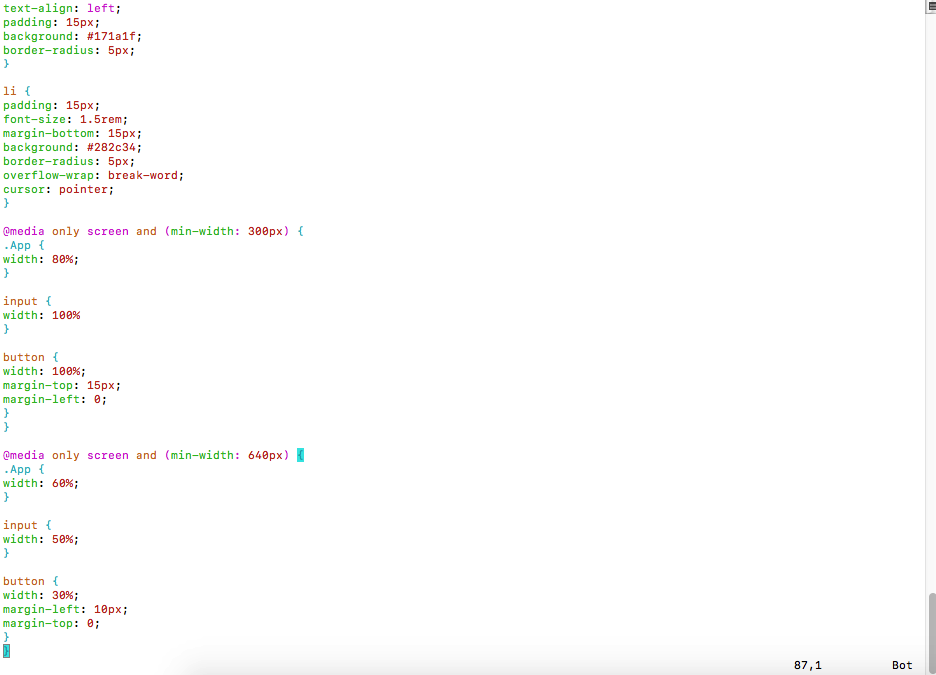 text-align: left;
padding: 15px;
background: #171a1f;
border-radius: 5px;
}

li {
padding: 15px;
font-size: 1.5rem;
margin-bottom: 15px;
background: #282c34;
border-radius: 5px;
overflow-wrap: break-word;
cursor: pointer;
}

@media only screen and (min-width: 300px) {
.App {
width: 80%;
}

input {
width: 100%
}

button {
width: 100%;
margin-top: 15px;
margin-left: 0;
}
}

@media only screen and (min-width: 640px) {
.App {
width: 60%;
}

input {
width: 50%;
}

button {
width: 30%;
margin-left: 10px;
margin-top: 0;
}
}
87,1 Bot